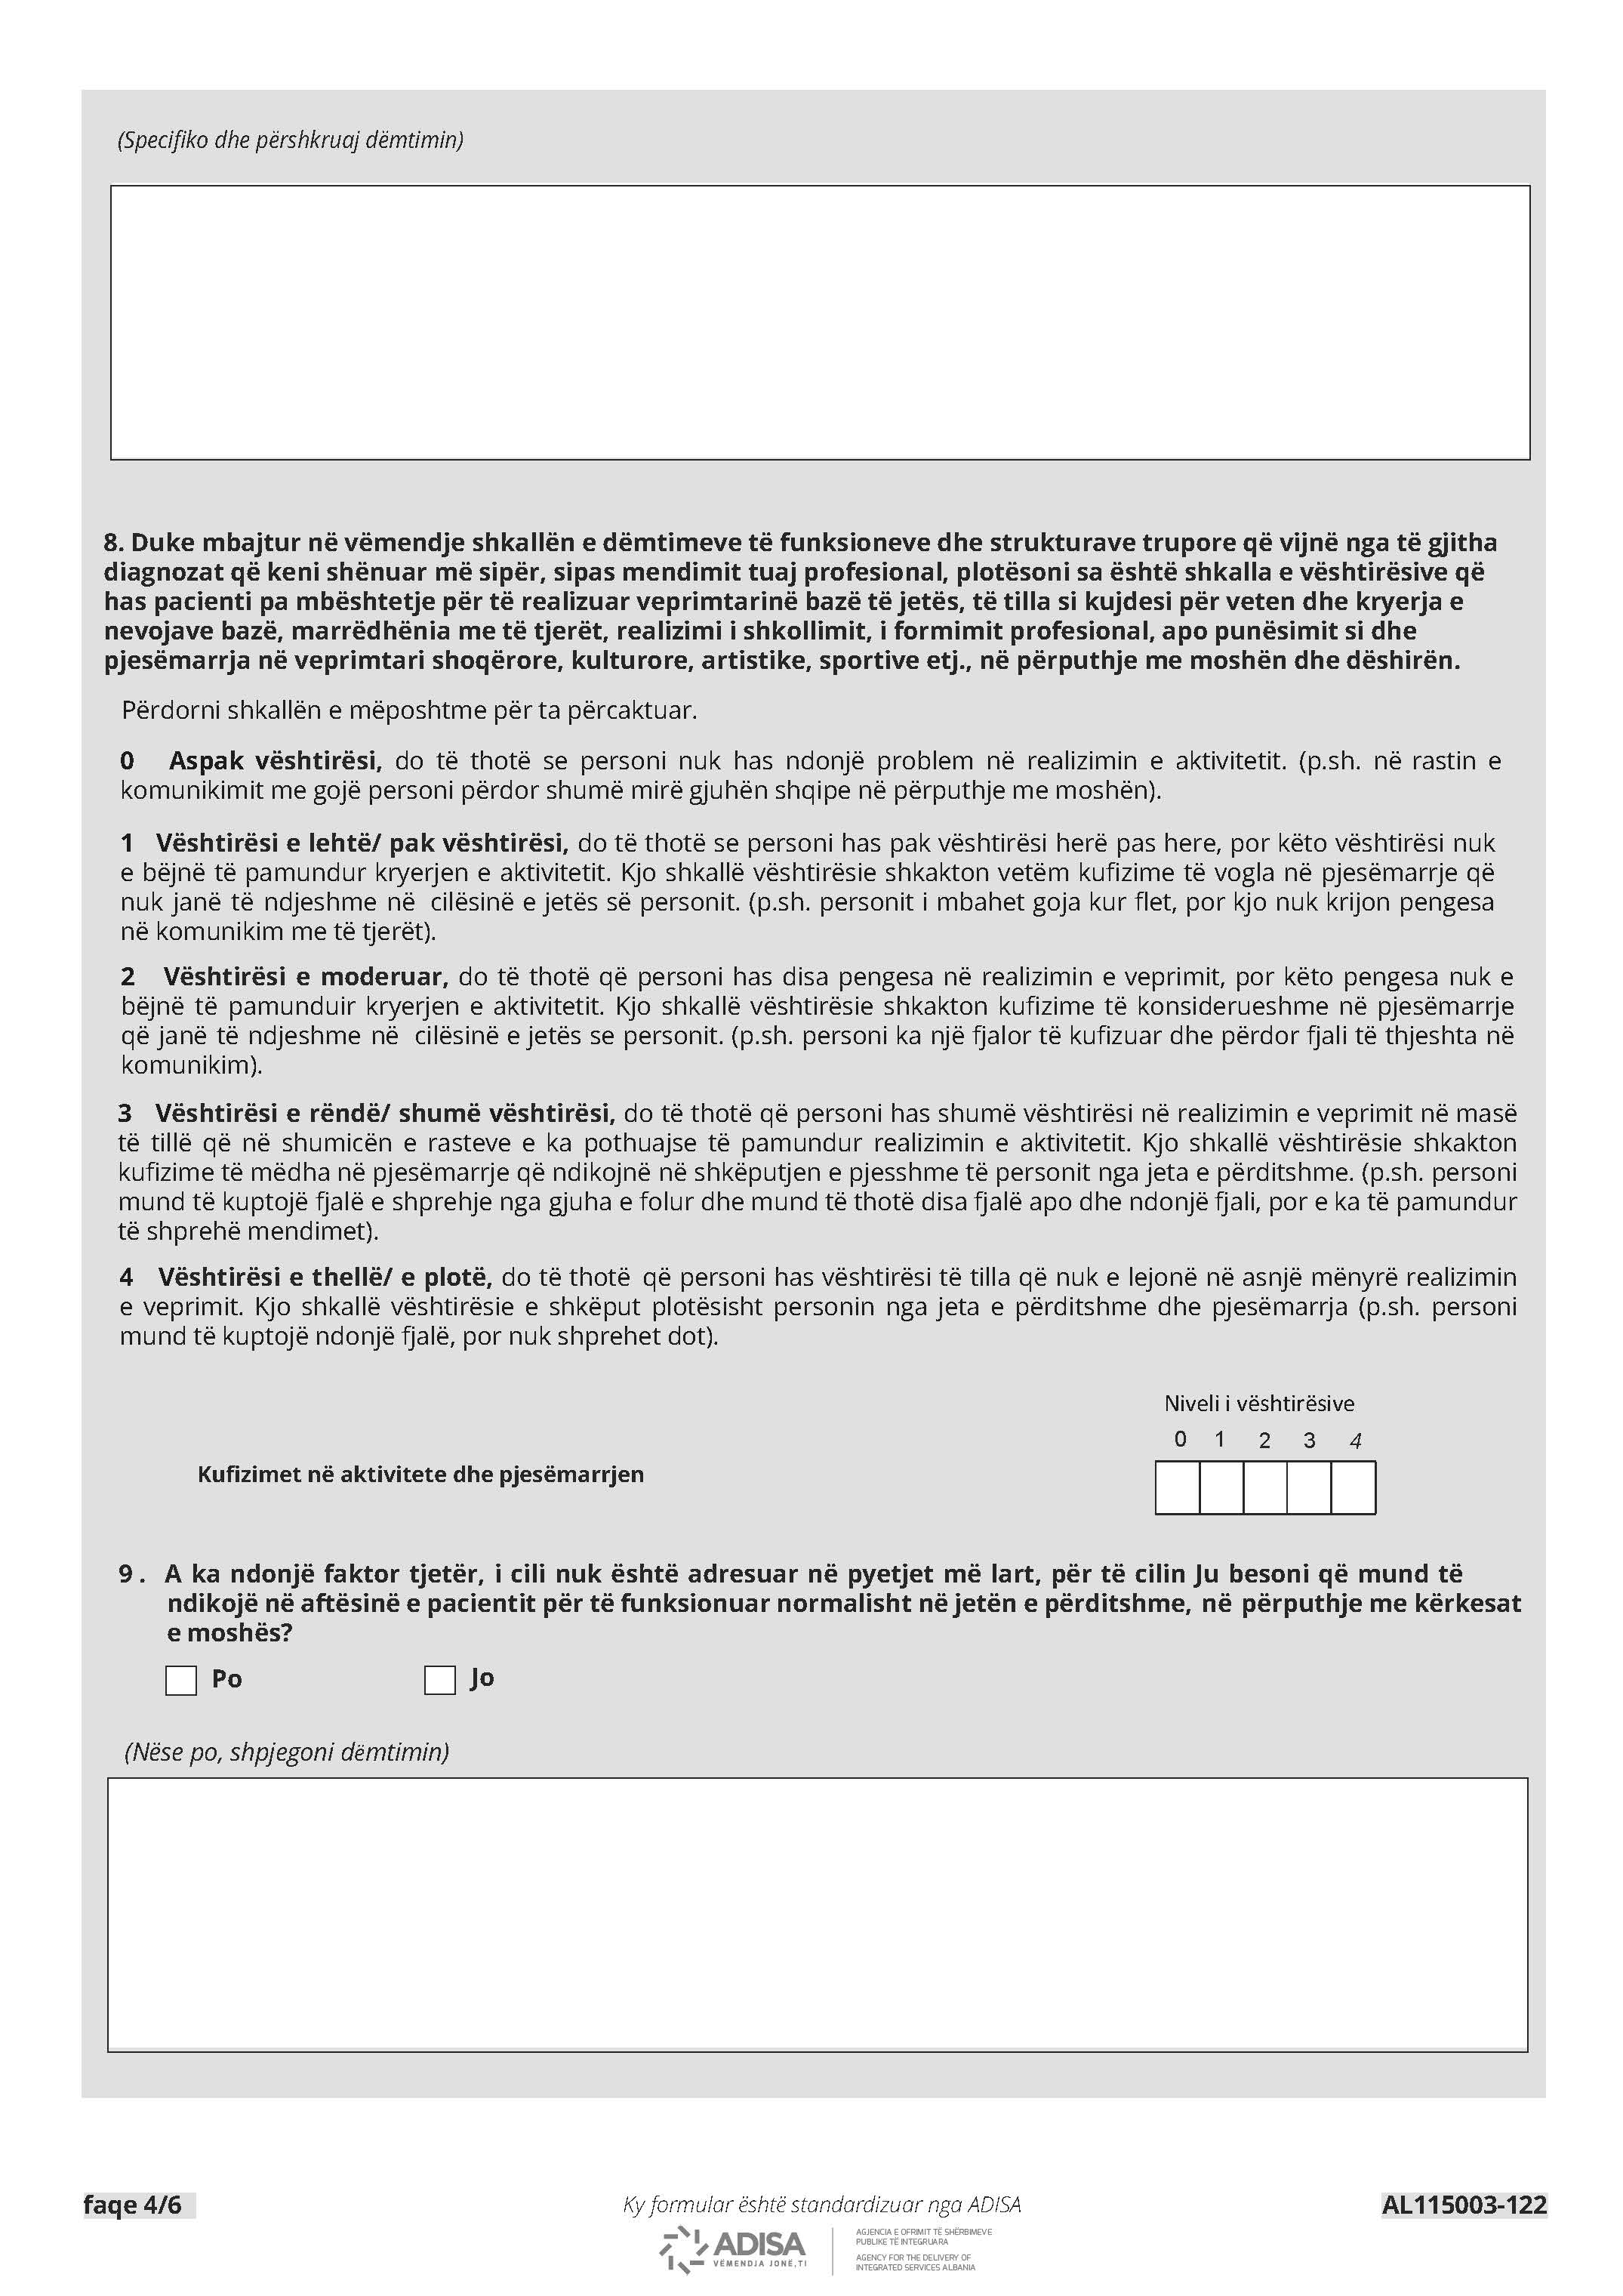 (Specifiko dhe përshkruaj dëmtimin)
8. Duke mbajtur në vëmendje shkallën e dëmtimeve të funksioneve dhe strukturave trupore që vijnë nga të gjitha
diagnozat që keni shënuar më sipër, sipas mendimit tuaj profesional, plotësoni sa është shkalla e vështirësive që
has pacienti pa mbështetje për të realizuar veprimtarinë bazë të jetës, të tilla si kujdesi për veten dhe kryerja e
nevojave bazë, marrëdhënia me të tjerët, realizimi i shkollimit, i formimit profesional, apo punësimit si dhe
pjesëmarrja në veprimtari shoqërore, kulturore, artistike, sportive etj., në përputhje me moshën dhe dëshirën.
Përdorni shkallën e mëposhtme për ta përcaktuar.
0 Aspak vështirësi, do të thotë se personi nuk has ndonjë problem në realizimin e aktivitetit. (p.sh. në rastin e
komunikimit me gojë personi përdor shumë mirë gjuhën shqipe në përputhje me moshën).
1 Vështirësi e lehtë/ pak vështirësi, do të thotë se personi has pak vështirësi herë pas here, por këto vështirësi nuk
e bëjnë të pamundur kryerjen e aktivitetit. Kjo shkallë vështirësie shkakton vetëm kufizime të vogla në pjesëmarrje që
nuk janë të ndjeshme në cilësinë e jetës së personit. (p.sh. personit i mbahet goja kur flet, por kjo nuk krijon pengesa
në komunikim me të tjerët).
2 Vështirësi e moderuar, do të thotë që personi has disa pengesa në realizimin e veprimit, por këto pengesa nuk e
bëjnë të pamunduir kryerjen e aktivitetit. Kjo shkallë vështirësie shkakton kufizime të konsiderueshme në pjesëmarrje
që janë të ndjeshme në cilësinë e jetës se personit. (p.sh. personi ka një fjalor të kufizuar dhe përdor fjali të thjeshta në
komunikim).
3 Vështirësi e rëndë/ shumë vështirësi, do të thotë që personi has shumë vështirësi në realizimin e veprimit në masë
të tillë që në shumicën e rasteve e ka pothuajse të pamundur realizimin e aktivitetit. Kjo shkallë vështirësie shkakton
kufizime të mëdha në pjesëmarrje që ndikojnë në shkëputjen e pjesshme të personit nga jeta e përditshme. (p.sh. personi
mund të kuptojë fjalë e shprehje nga gjuha e folur dhe mund të thotë disa fjalë apo dhe ndonjë fjali, por e ka të pamundur
të shprehë mendimet).
4 Vështirësi e thellë/ e plotë, do të thotë që personi has vështirësi të tilla që nuk e lejonë në asnjë mënyrë realizimin
e veprimit. Kjo shkallë vështirësie e shkëput plotësisht personin nga jeta e përditshme dhe pjesëmarrja (p.sh. personi
mund të kuptojë ndonjë fjalë, por nuk shprehet dot).
Niveli i vështirësive
0 1 2 3 4
Kufizimet në aktivitete dhe pjesëmarrjen
9 . A ka ndonjë faktor tjetër, i cili nuk është adresuar në pyetjet më lart, për të cilin Ju besoni që mund të
ndikojë në aftësinë e pacientit për të funksionuar normalisht në jetën e përditshme, në përputhje me kërkesat
e moshës?
Po Jo
(Nëse po, shpjegoni dëmtimin)
faqe 4/6 Ky formular është standardizuar nga ADISA AL115003-122
ADISA
VËMENDJA JONË, TI
AGJENCIA E OFRIMIT TË SHËRBIMEVE
PUBLIKE TË INTEGRUARA
AGENCY FOR THE DELIVERY OF
INTEGRATED SERVICES ALBANIA